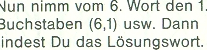 Nun nimm vom 6. Wort den 1.
Buchstaben (6,1) usw. Dann
findest Du das Lösungswort.